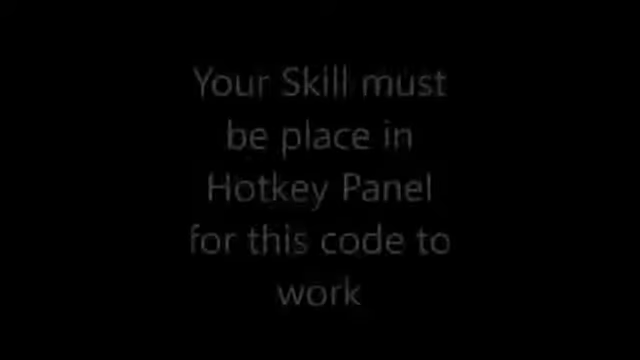 Your Skill must
be place in
Hotkey Panel
for this code to
work